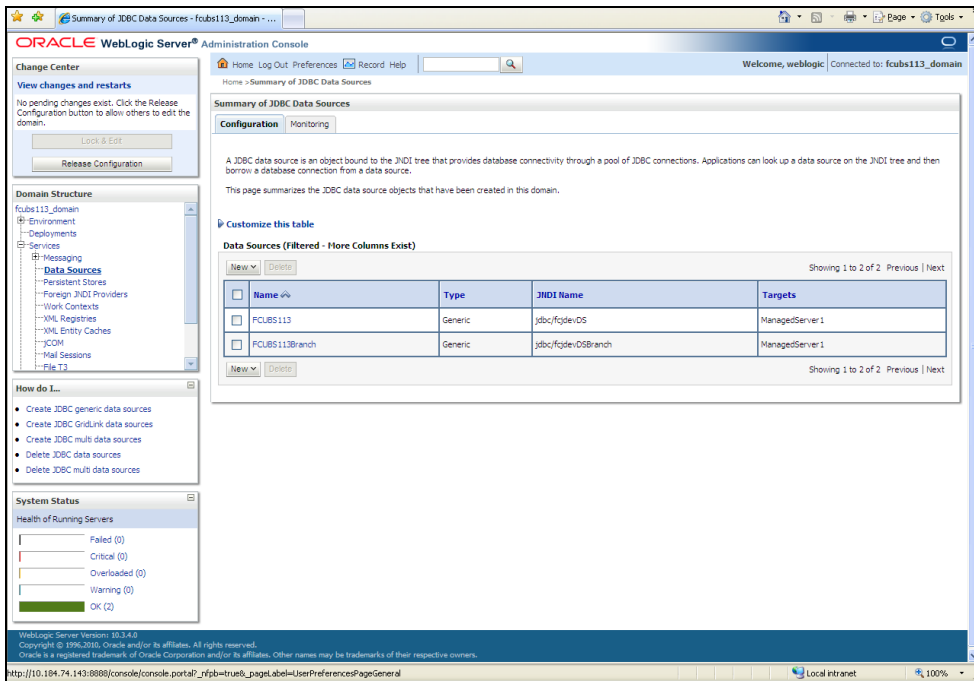 Summary of JDBC Data Sources - fcubs113_domain - ...
Page
Tools
ORACLE WebLogic Server® Administration Console
Change Center
View changes and restarts
No pending changes exist. Click the Release
Configuration button to allow others to edit the
domain.
Lock & Edit
Release Configuration
Domain Structure
fcubs113_domain
Environment
Deployments
Services
Messaging
Data Sources
Persistent Stores
Foreign JNDI Providers
Work Contexts
XML Registries
XML Entity Caches
jCOM
Mail Sessions
File T3
How do I...
Create JDBC generic data sources
Create JDBC GridLink data sources
Create JDBC multi data sources
Delete JDBC data sources
Delete JDBC multi data sources
System Status
Health of Running Servers
Failed (0)
Critical (0)
Overloaded (0)
Warning (0)
OK (2)
Home Log Out Preferences Record Help
Welcome, weblogic Connected to: fcubs113_domain
Home >Summary of JDBC Data Sources
Summary of JDBC Data Sources
Configuration Monitoring
A JDBC data source is an object bound to the JNDI tree that provides database connectivity through a pool of JDBC connections. Applications can look up a data source on the JNDI tree and then
borrow a database connection from a data source.
This page summarizes the JDBC data source objects that have been created in this domain.
Customize this table
Data Sources (Filtered - More Columns Exist)
New Delete Showing 1 to 2 of 2 Previous | Next
Name Type JNDI Name Targets
FCUBS113 Generic jdbc/fcjdevDS ManagedServer1
FCUBS113Branch Generic jdbc/fcjdevDSBranch ManagedServer1
New Delete Showing 1 to 2 of 2 Previous | Next
WebLogic Server Version: 10.3.4.0
Copyright © 1996,2010, Oracle and/or its affiliates. All rights reserved.
Oracle is a registered trademark of Oracle Corporation and/or its affiliates. Other names may be trademarks of their respective owners.
http://10.184.74.143:8888/console/console.portal?_nfpb=true&_pageLabel=UserPreferencesPageGeneral
Local intranet
100%